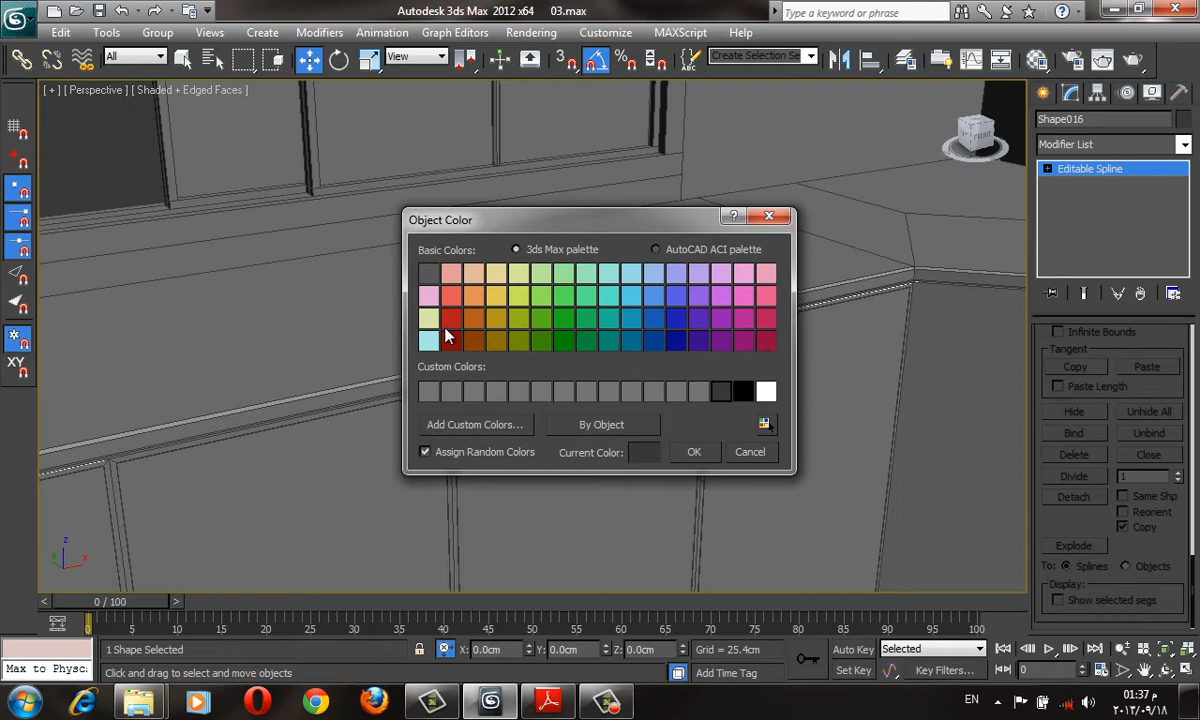 Autodesk 3ds Max 2012 x64 03.max
Type a keyword or phrase
Edit Tools Group Views Create Modifiers Animation Graph Editors Rendering Customize MAXScript Help
All
View
3
Create Selection Se
[ + ] [ Perspective ] [ Shaded + Edged Faces ]
FRONT
Shape016
Modifier List
Editable Spline
Object Color
Basic Colors:
3ds Max palette
AutoCAD ACI palette
Custom Colors:
Add Custom Colors...
By Object
Assign Random Colors
Current Color:
OK
Cancel
Infinite Bounds
Tangent
Copy
Paste
Paste Length
Hide
Unhide All
Bind
Unbind
Delete
Close
Divide
1
Detach
Same Shp
Reorient
Copy
Explode
To:
Splines
Objects
Display:
Show selected segs
XY
z
x
y
< 0 / 100 >
0 5 10 15 20 25 30 35 40 45 50 55 60 65 70 75 80 85 90 95 100
1 Shape Selected
X: 0.0cm
Y: 0.0cm
Z: 0.0cm
Grid = 25.4cm
Auto Key
Selected
Max to Physc
Click and drag to select and move objects
Add Time Tag
Set Key
Key Filters...
0
EN
01:37 م
٢٠١٣/٠٩/١٨